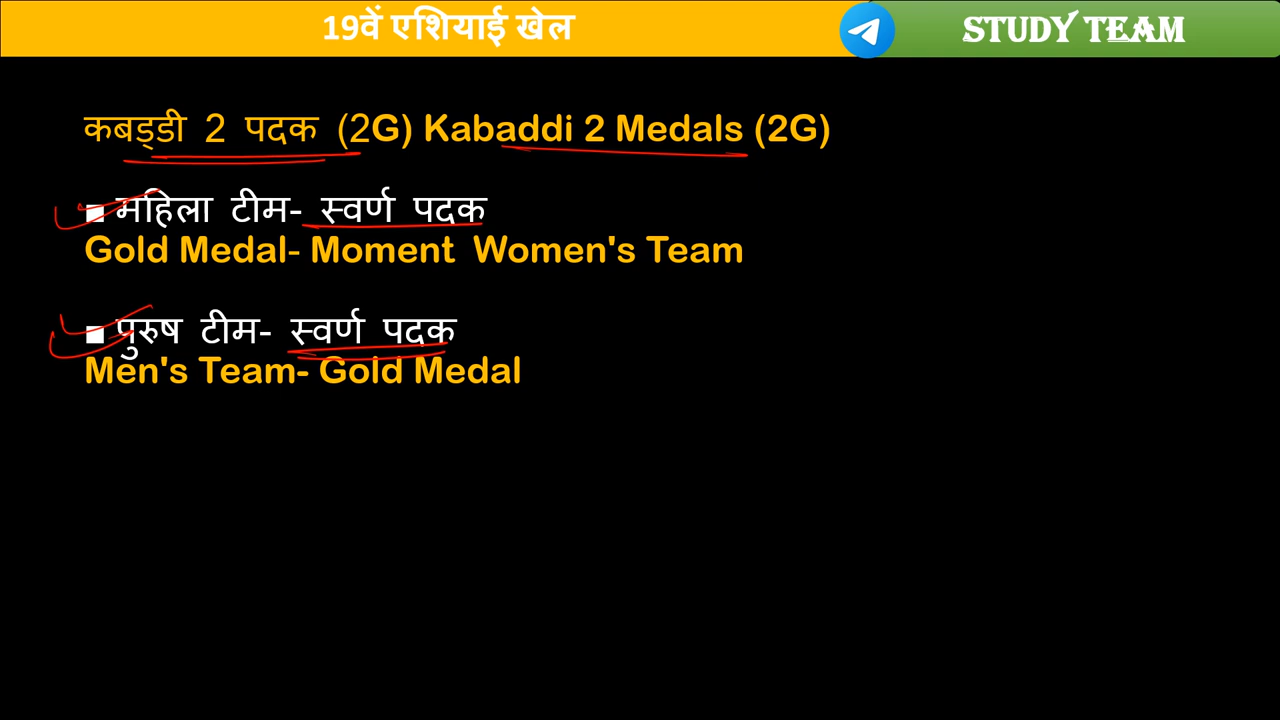 19वें एशियाई खेल
STUDY TEAM
कबड्डी 2 पदक (2G) Kabaddi 2 Medals (2G)
■ महिला टीम- स्वर्ण पदक
Gold Medal- Moment Women's Team
■ पुरुष टीम- स्वर्ण पदक
Men's Team- Gold Medal